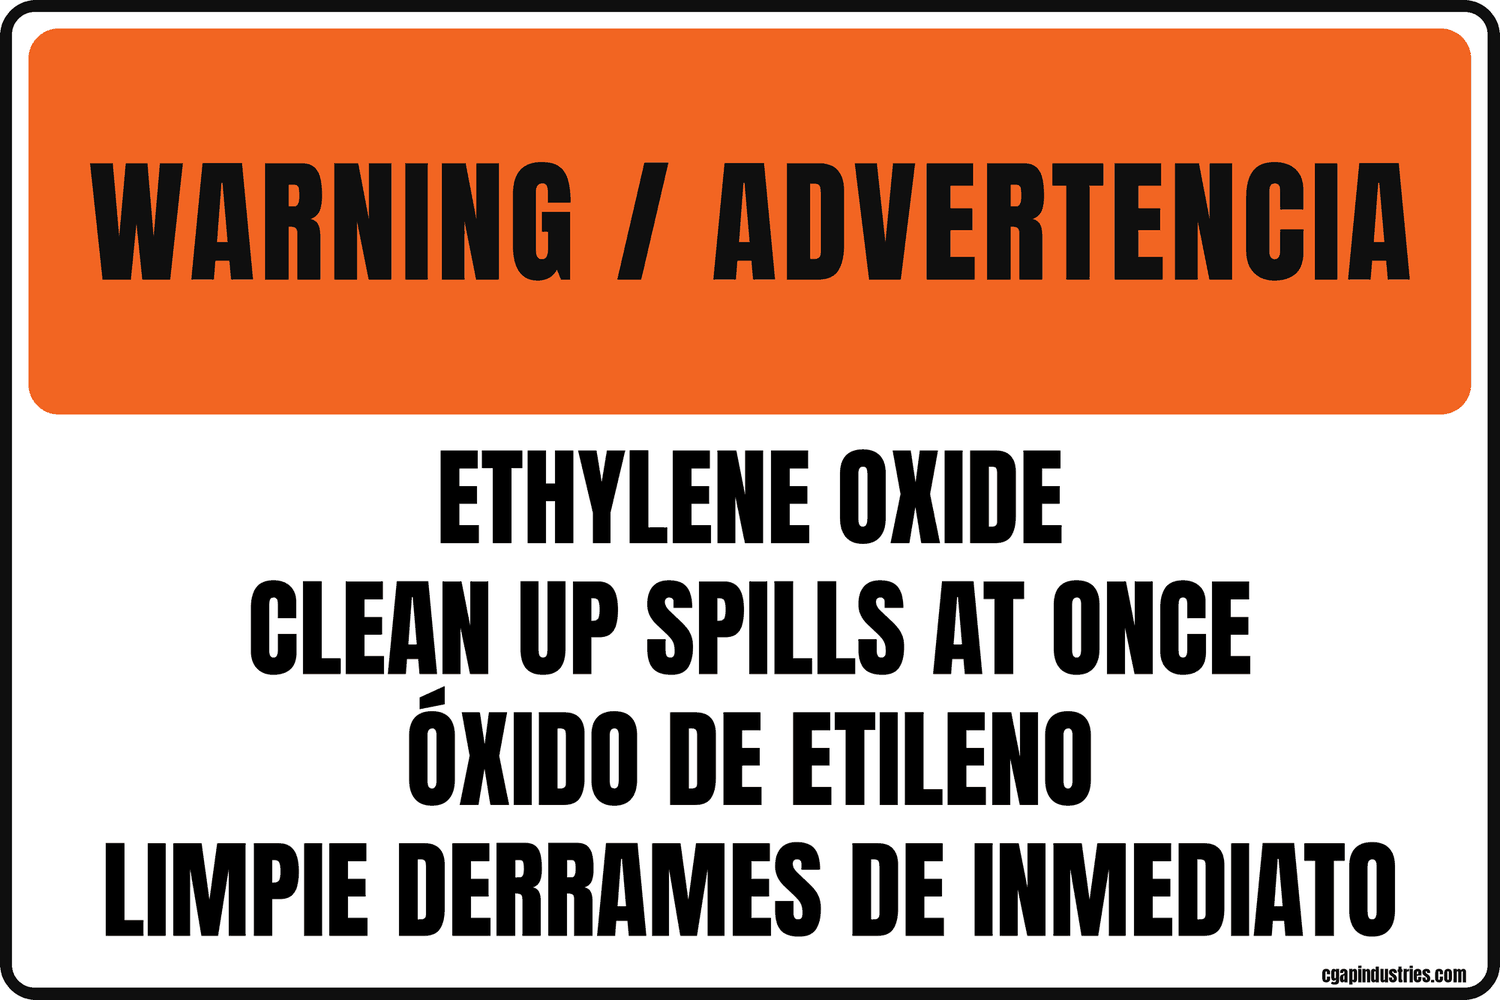 WARNING / ADVERTENCIA
ETHYLENE OXIDE
CLEAN UP SPILLS AT ONCE
ÓXIDO DE ETILENO
LIMPIE DERRAMES DE INMEDIATO
cgapindustries.com